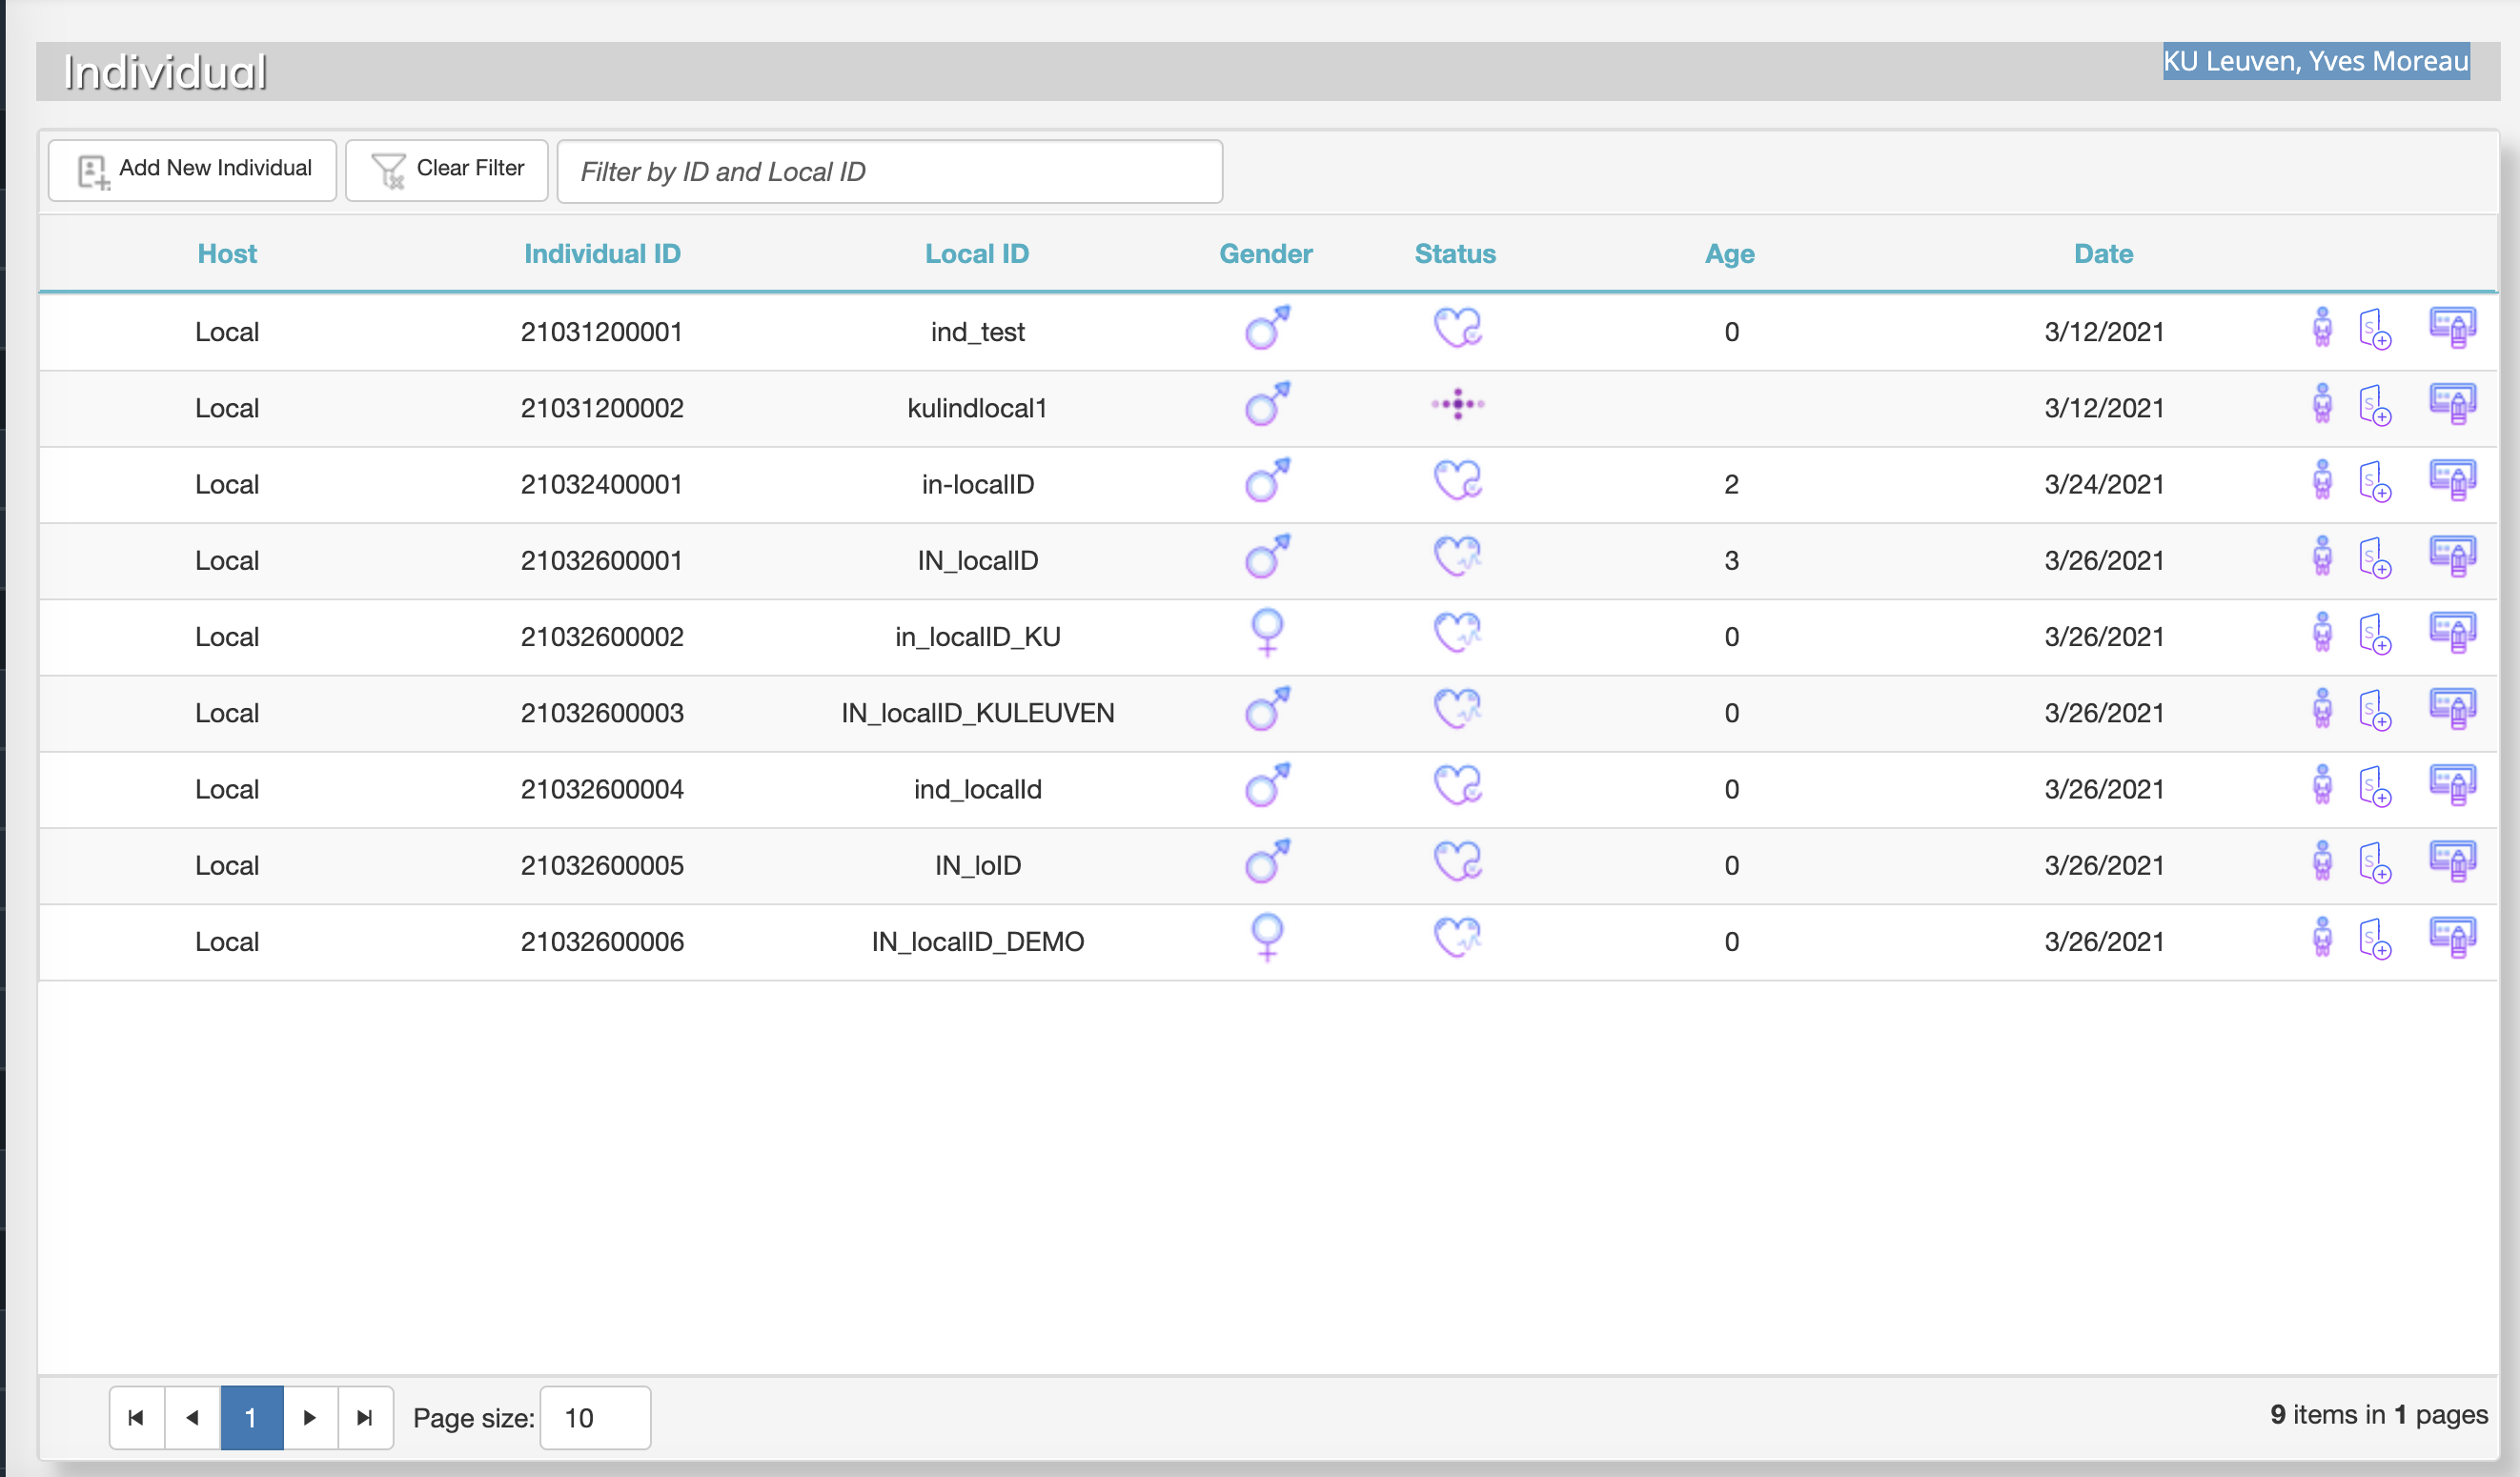 Individual
KU Leuven, Yves Moreau
Add New Individual
Clear Filter
Filter by ID and Local ID
Host Individual ID Local ID Gender Status Age Date
Local 21031200001 ind_test 0 3/12/2021
Local 21031200002 kulindlocal1 3/12/2021
Local 21032400001 in-localID 2 3/24/2021
Local 21032600001 IN_localID 3 3/26/2021
Local 21032600002 in_localID_KU 0 3/26/2021
Local 21032600003 IN_localID_KULEUVEN 0 3/26/2021
Local 21032600004 ind_localId 0 3/26/2021
Local 21032600005 IN_loID 0 3/26/2021
Local 21032600006 IN_localID_DEMO 0 3/26/2021
1 Page size: 10
9 items in 1 pages